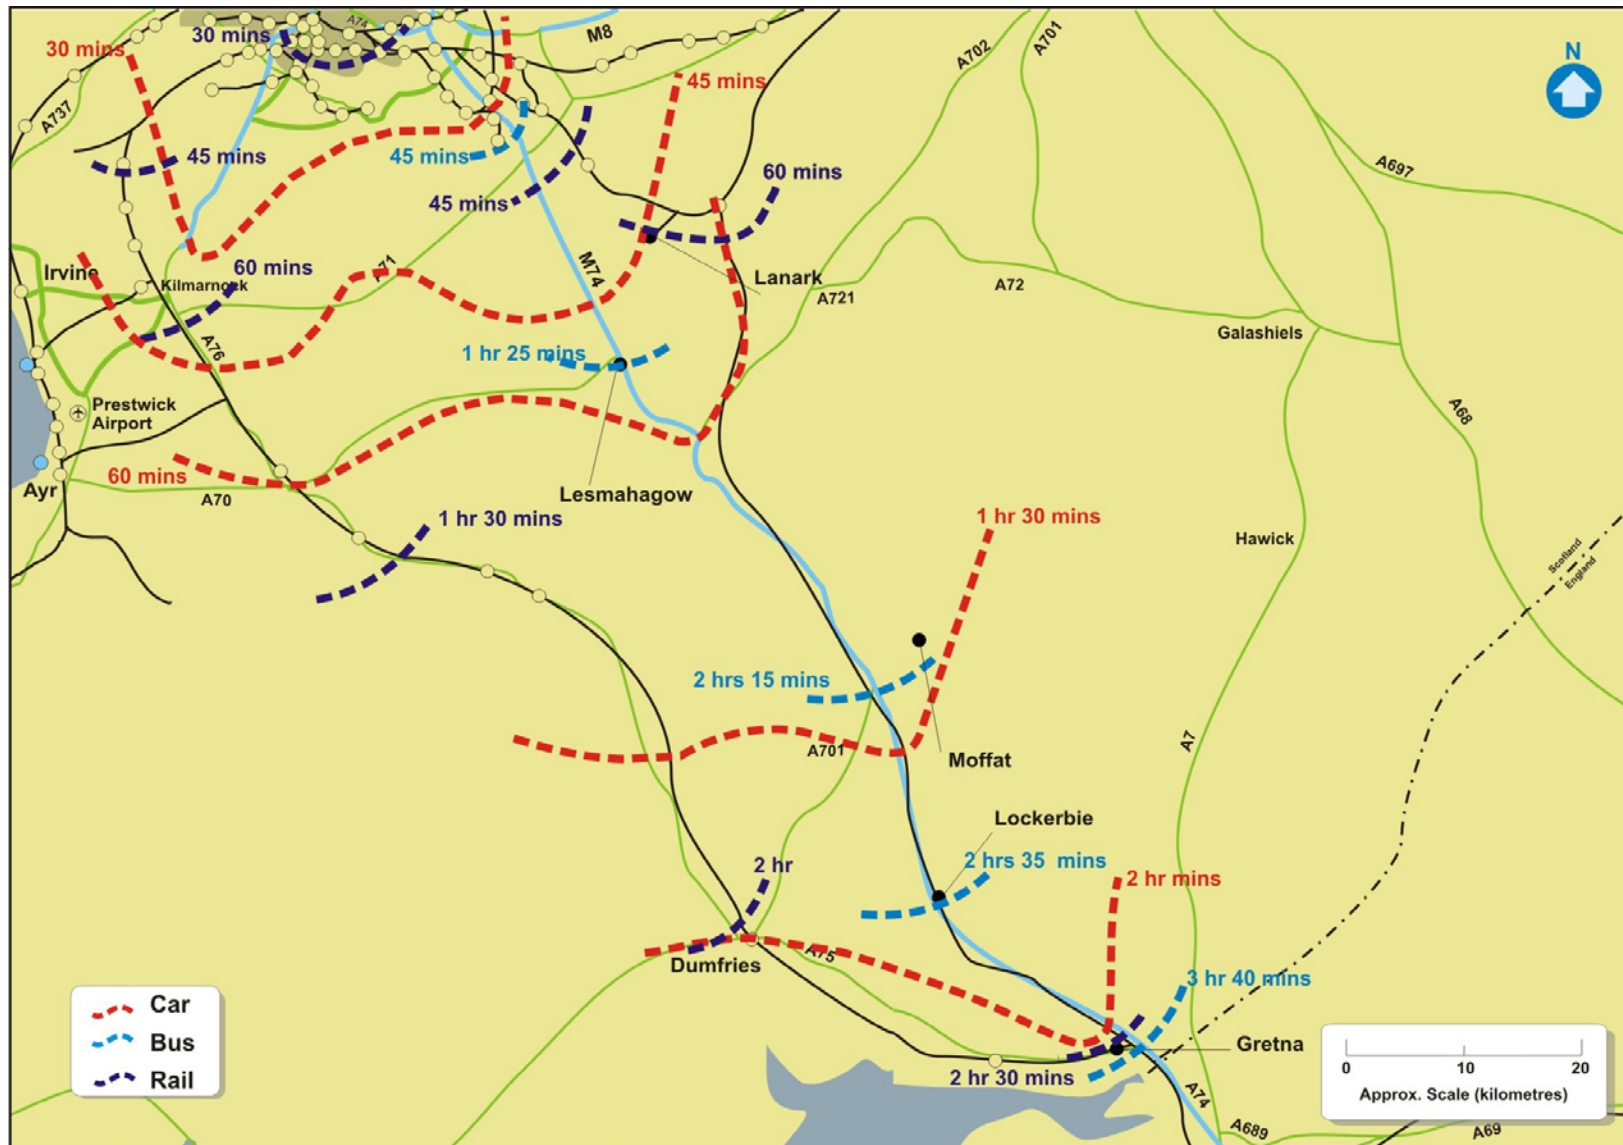 A74
30 mins
30 mins
M8
A702
A701
N
45 mins
A737
45 mins
45 mins
A697
60 mins
45 mins
60 mins
A71
M74
Irvine
Kilmarnock
Lanark
A72
A721
Galashiels
A76
1 hr 25 mins
Prestwick
Airport
A68
60 mins
Ayr
A70
Lesmahagow
1 hr 30 mins
1 hr 30 mins
Hawick
Scotland
England
2 hrs 15 mins
A701
Moffat
A7
Lockerbie
2 hrs 35 mins
2 hr
2 hr mins
A75
Dumfries
3 hr 40 mins
Gretna
2 hr 30 mins
A74
A689
A69
Car
Bus
Rail
0 10 20
Approx. Scale (kilometres)